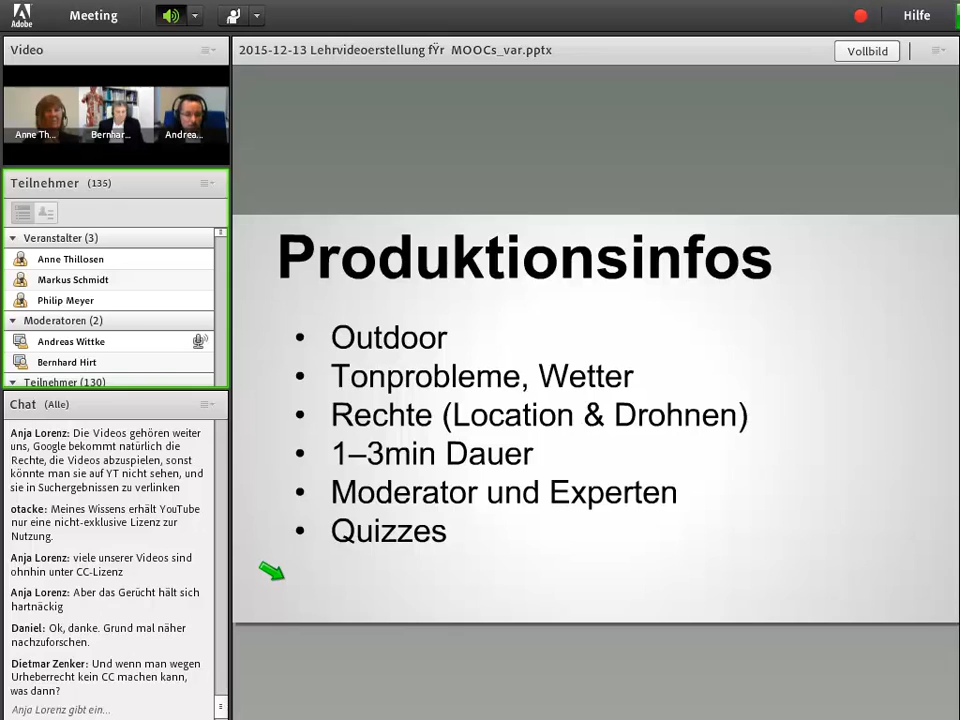 Adobe
Meeting
Hilfe
Video
Anne Th...
Bernhar...
Andrea...
Teilnehmer (135)
Veranstalter (3)
Anne Thillosen
Markus Schmidt
Philip Meyer
Moderatoren (2)
Andreas Wittke
Bernhard Hirt
Teilnehmer (130)
Chat (Alle)
Anja Lorenz: Die Videos gehören weiter
uns, Google bekommt natürlich die
Rechte, die Videos abzuspielen, sonst
könnte man sie auf YT nicht sehen, und
sie in Suchergebnissen zu verlinken
otacke: Meines Wissens erhält YouTube
nur eine nicht-exklusive Lizenz zur
Nutzung.
Anja Lorenz: viele unserer Videos sind
ohnhin unter CC-Lizenz
Anja Lorenz: Aber das Gerücht hält sich
hartnäckig
Daniel: Ok, danke. Grund mal näher
nachzuforschen.
Dietmar Zenker: Und wenn man wegen
Urheberrecht kein CC machen kann,
was dann?
Anja Lorenz gibt ein...
2015-12-13 Lehrvideoerstellung fŸr MOOCs_var.pptx
Vollbild
Produktionsinfos
• Outdoor
• Tonprobleme, Wetter
• Rechte (Location & Drohnen)
• 1–3min Dauer
• Moderator und Experten
• Quizzes